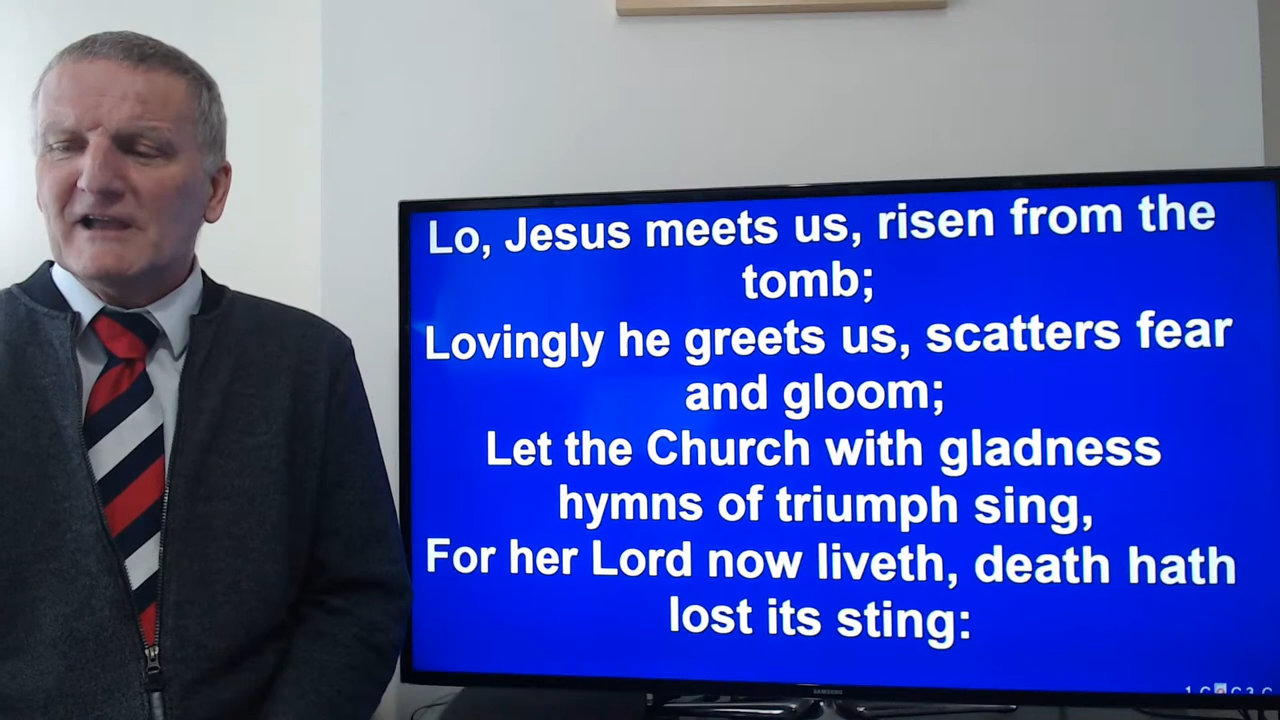 Lo, Jesus meets us, risen from the
tomb;
Lovingly he greets us, scatters fear
and gloom;
Let the Church with gladness
hymns of triumph sing,
For her Lord now liveth, death hath
lost its sting:
SAMSUNG